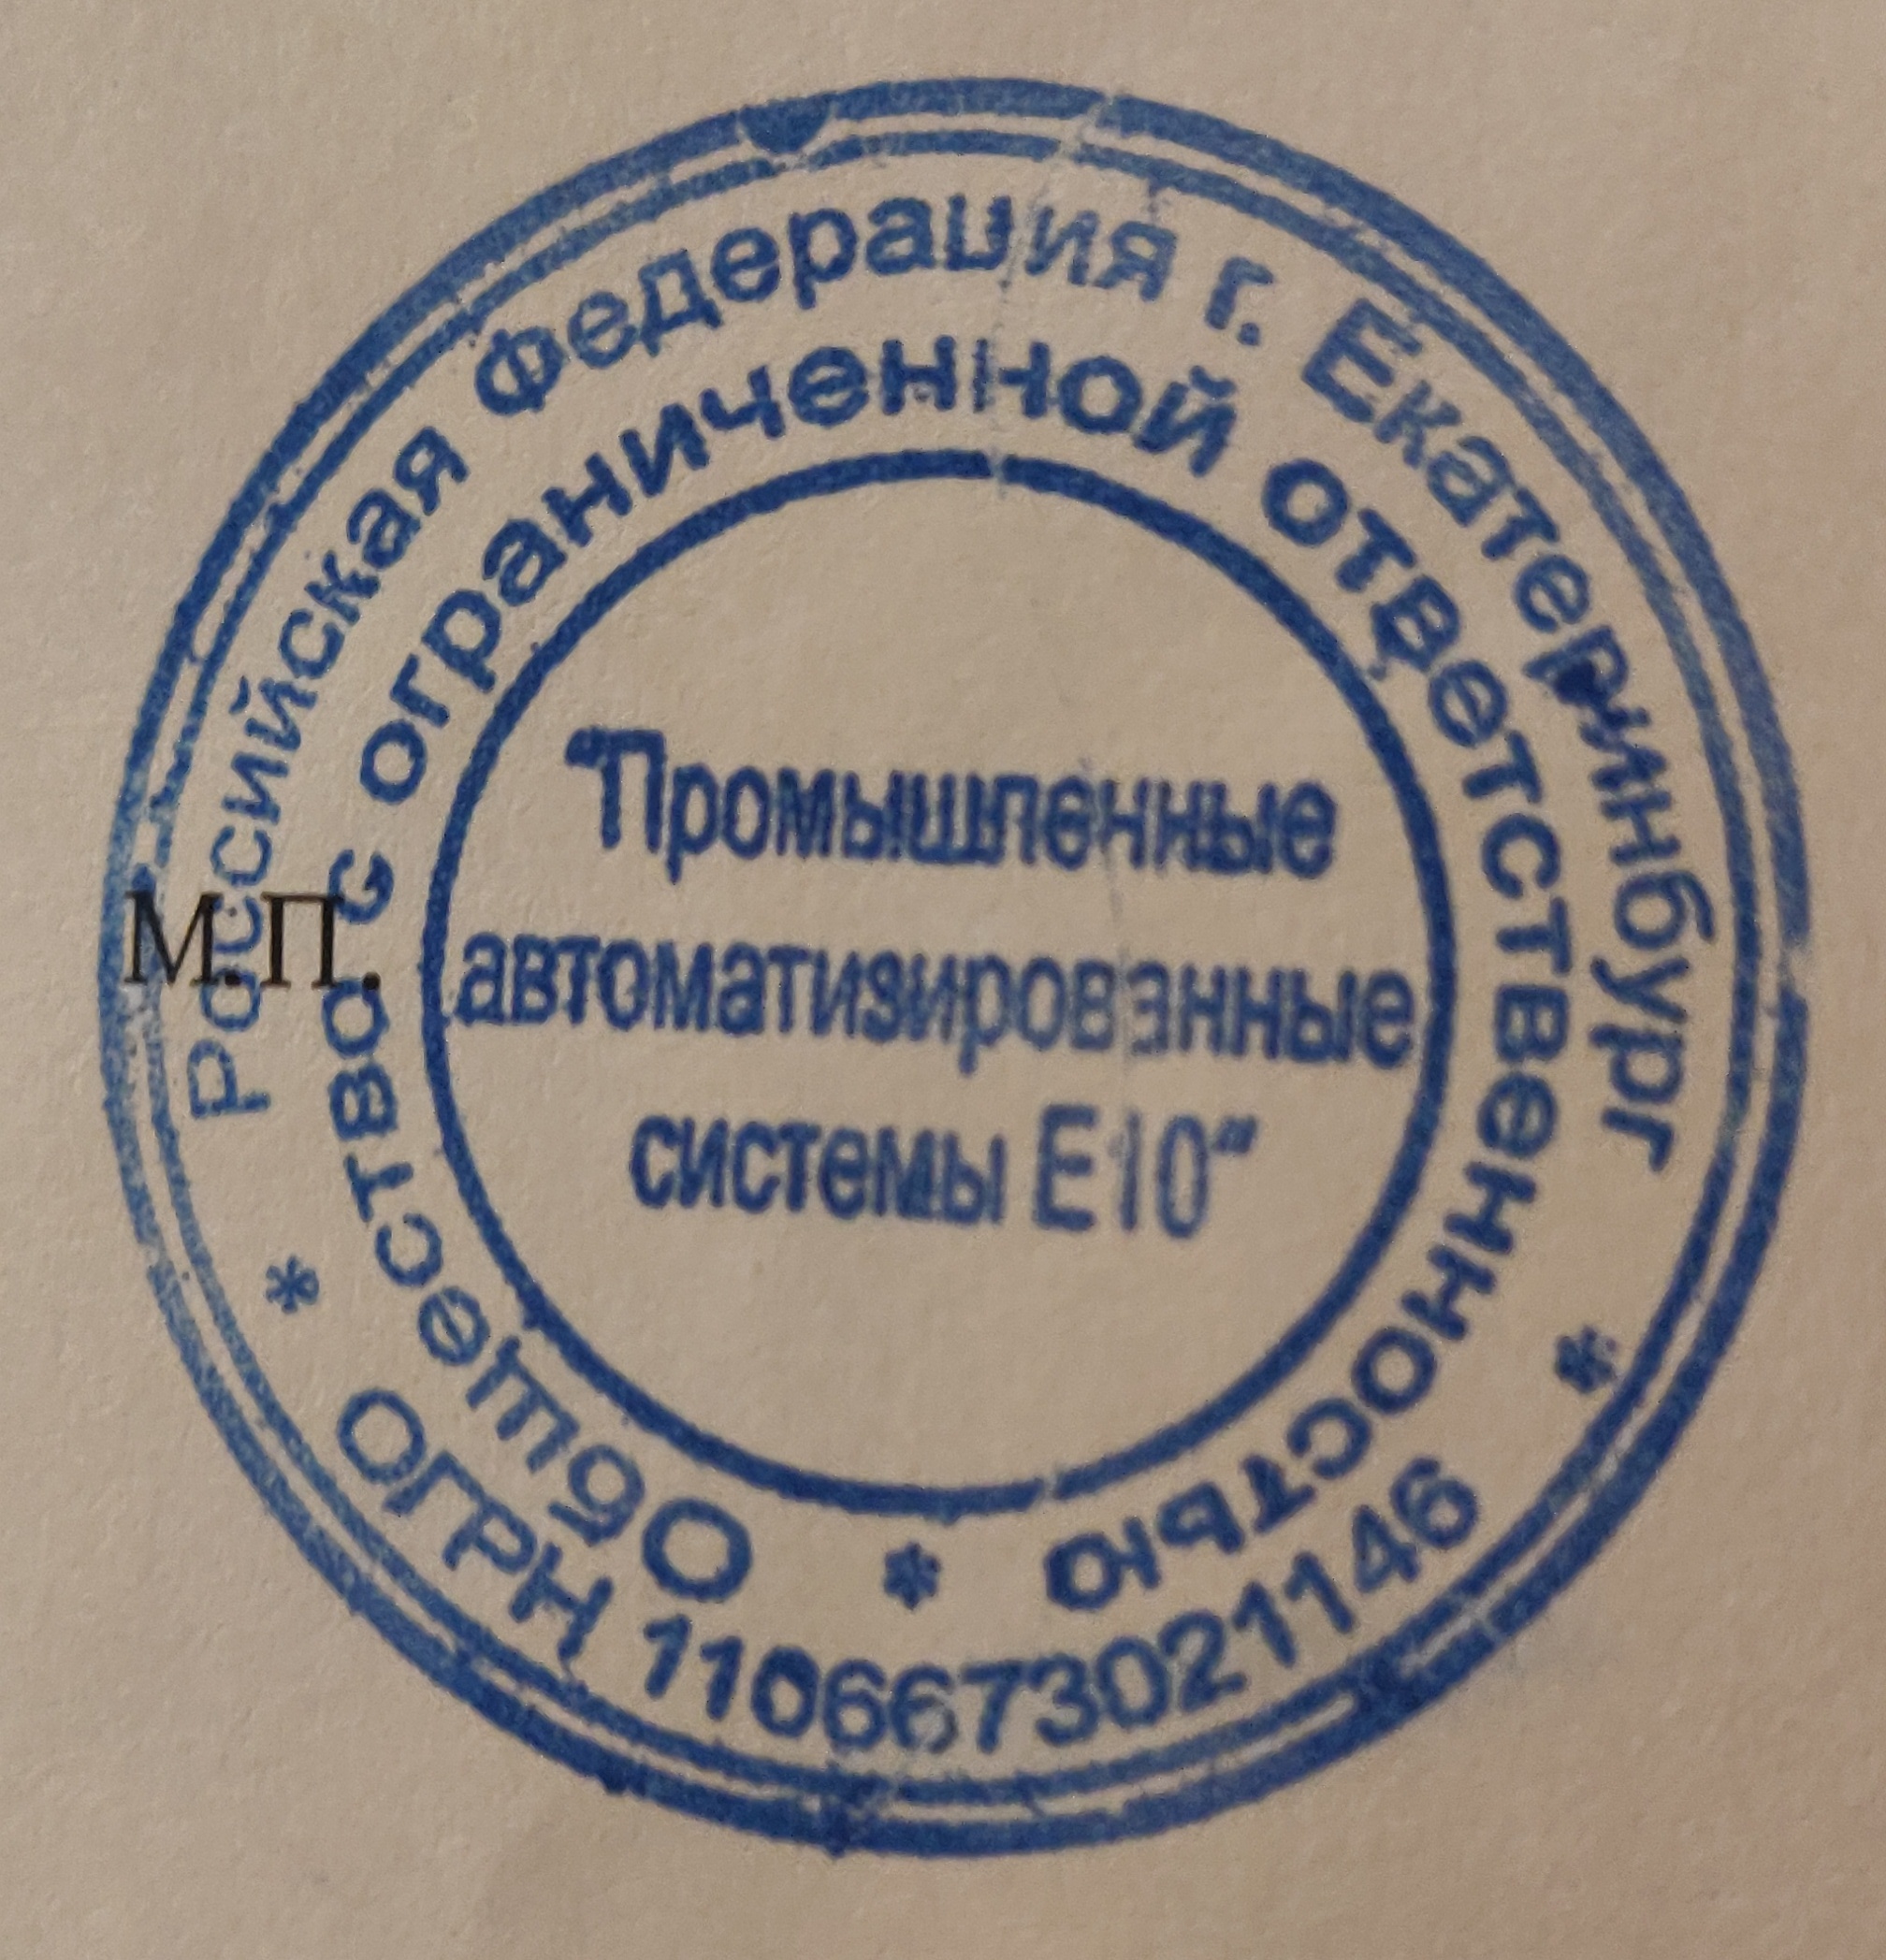 Российская Федерация г. Екатеринбург
* ОГРН 1106673021146 *
Общество с ограниченной ответственностью *
"Промышленные
автоматизированные
системы Е10"
М.П.